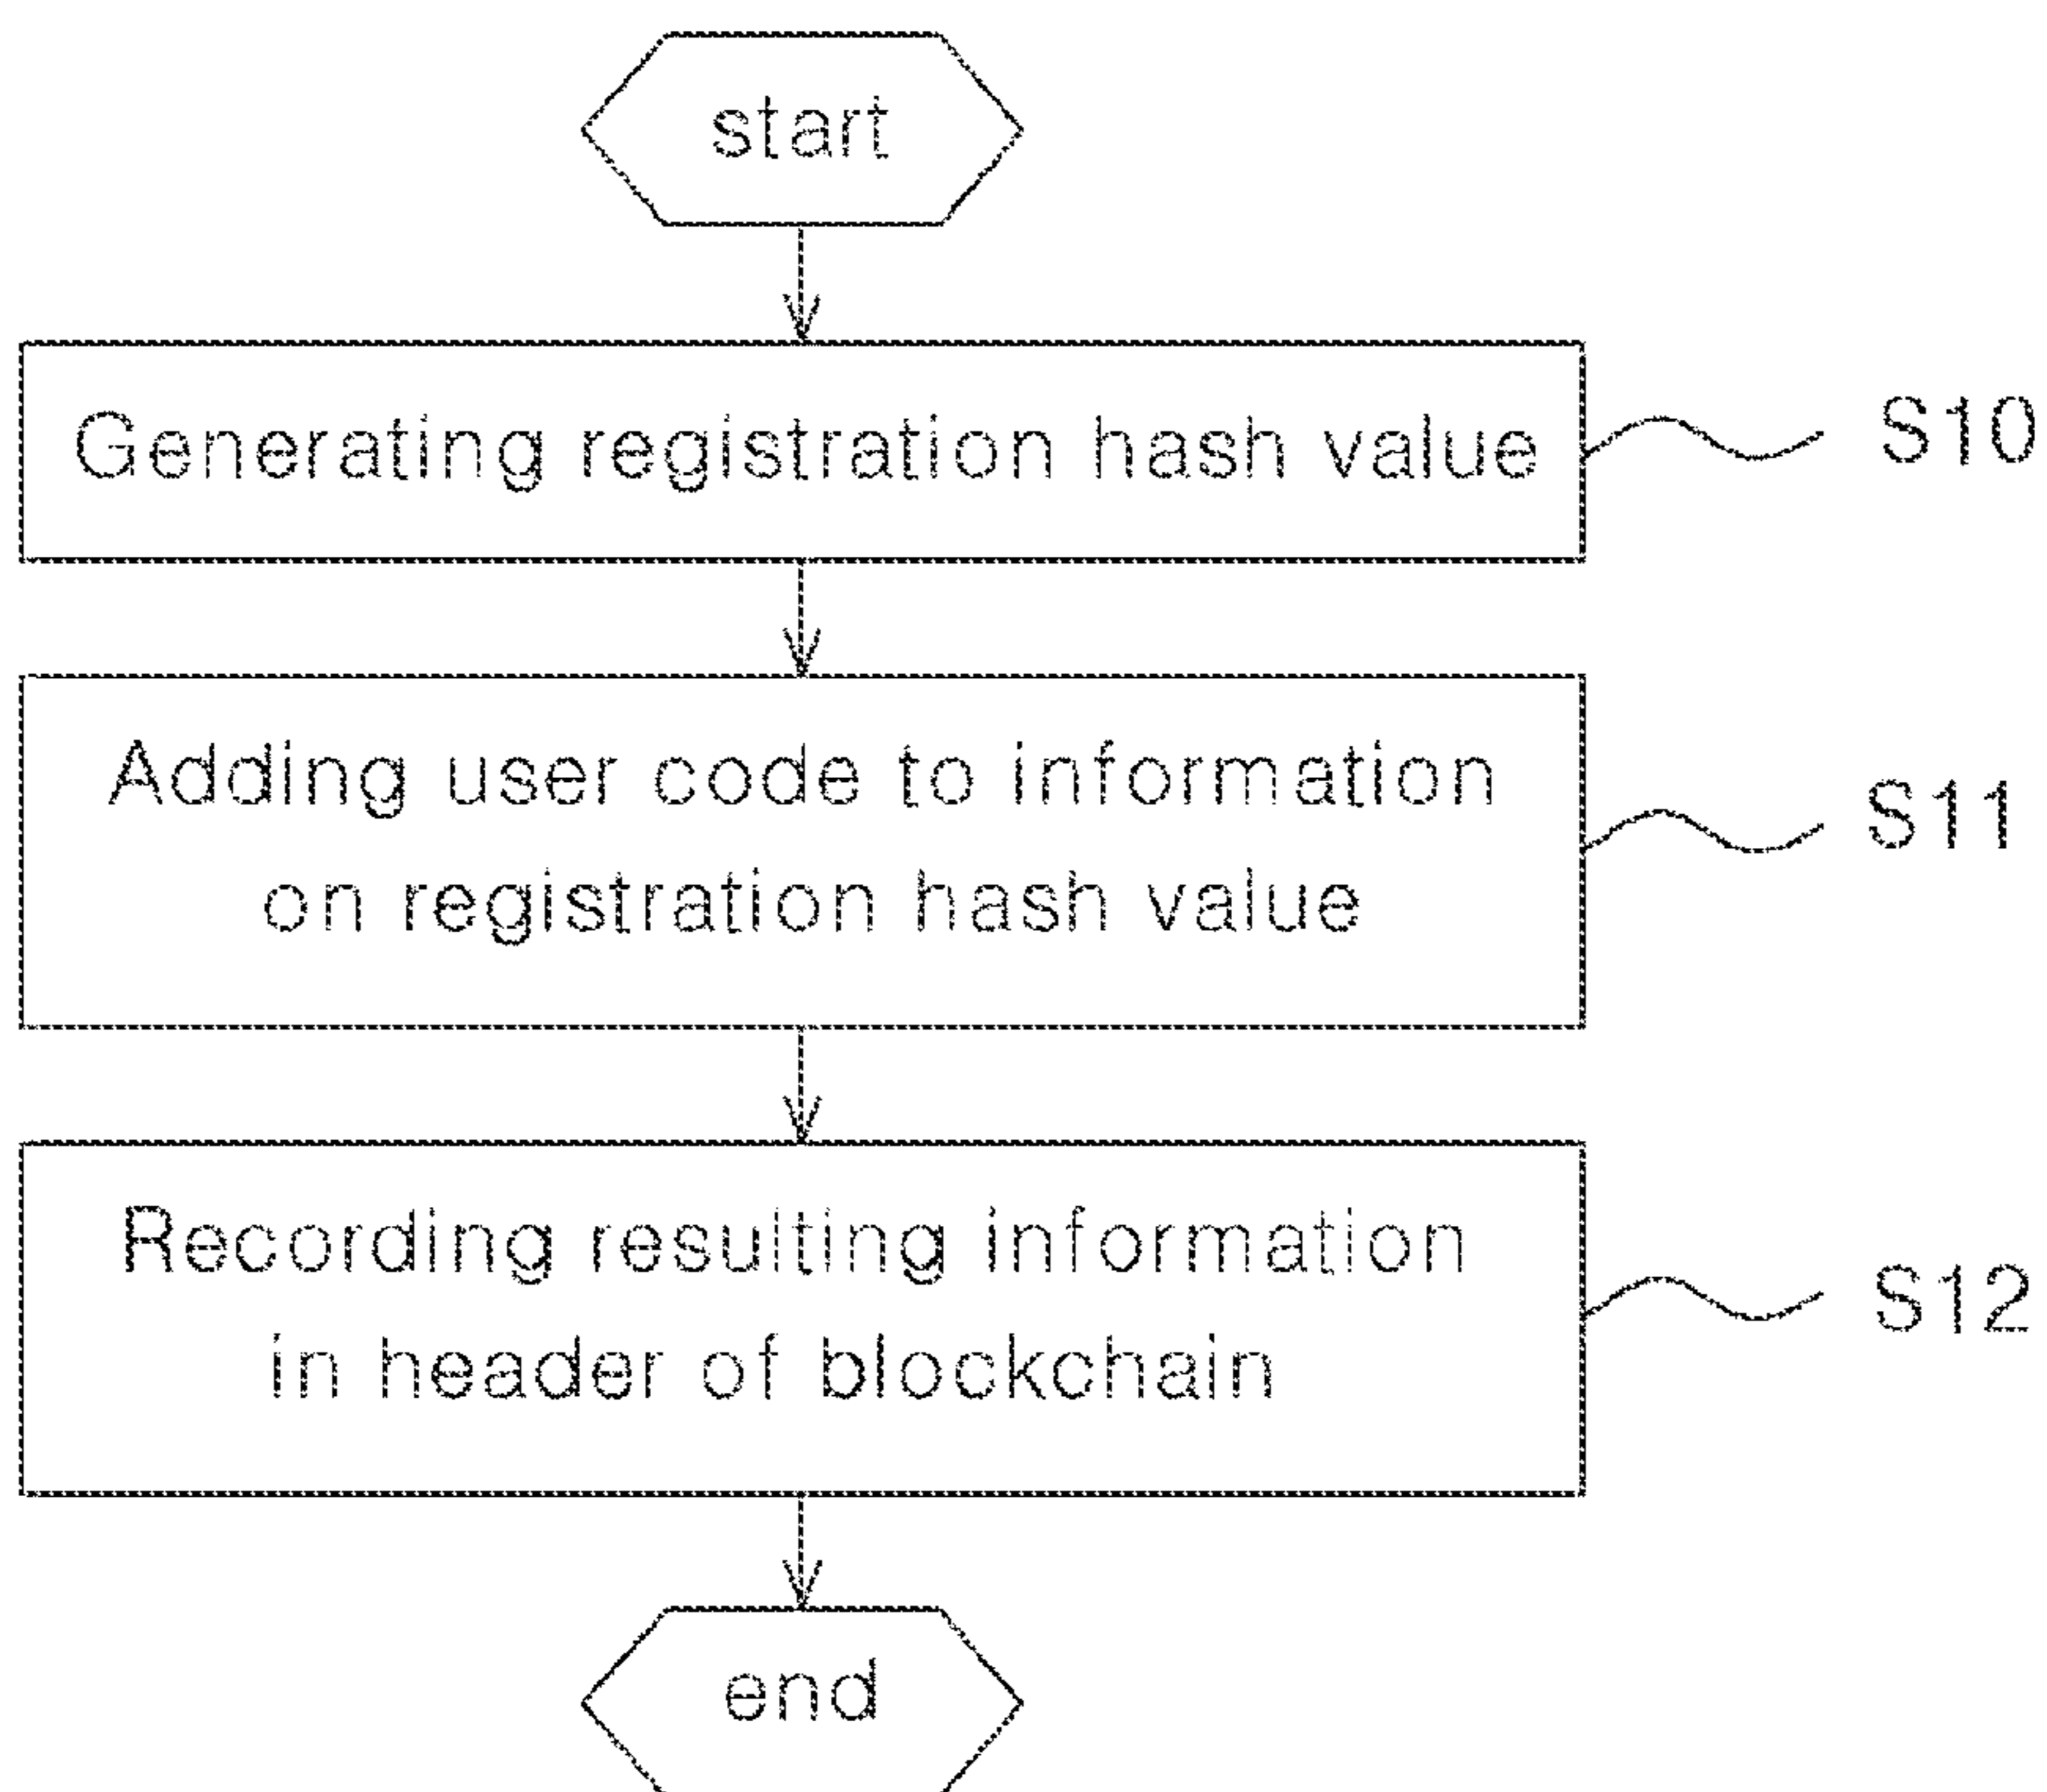 start
Generating registration hash value
S10
Adding user code to information
on registration hash value
S11
Recording resulting information
in header of blockchain
S12
end